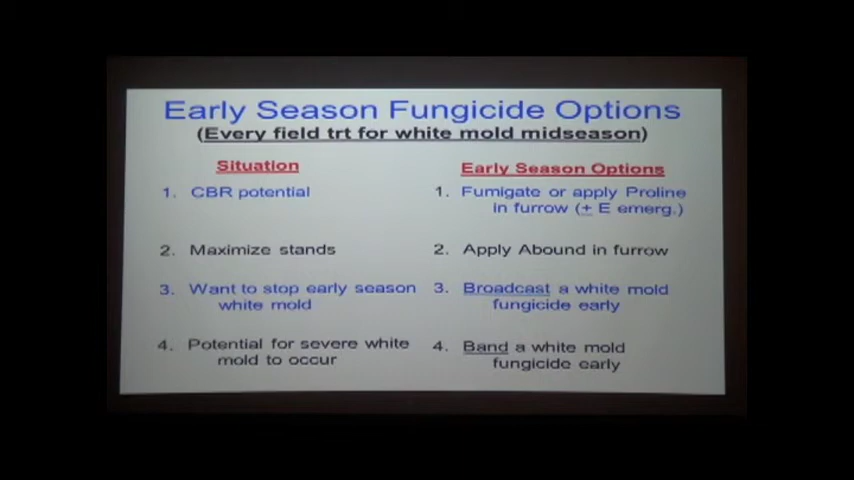 Early Season Fungicide Options
(Every field trt for white mold midseason)
Situation
Early Season Options
1. CBR potential
1. Fumigate or apply Proline
in furrow (+ E emerg.)
2. Maximize stands
2. Apply Abound in furrow
3. Want to stop early season
white mold
3. Broadcast a white mold
fungicide early
4. Potential for severe white
mold to occur
4. Band a white mold
fungicide early